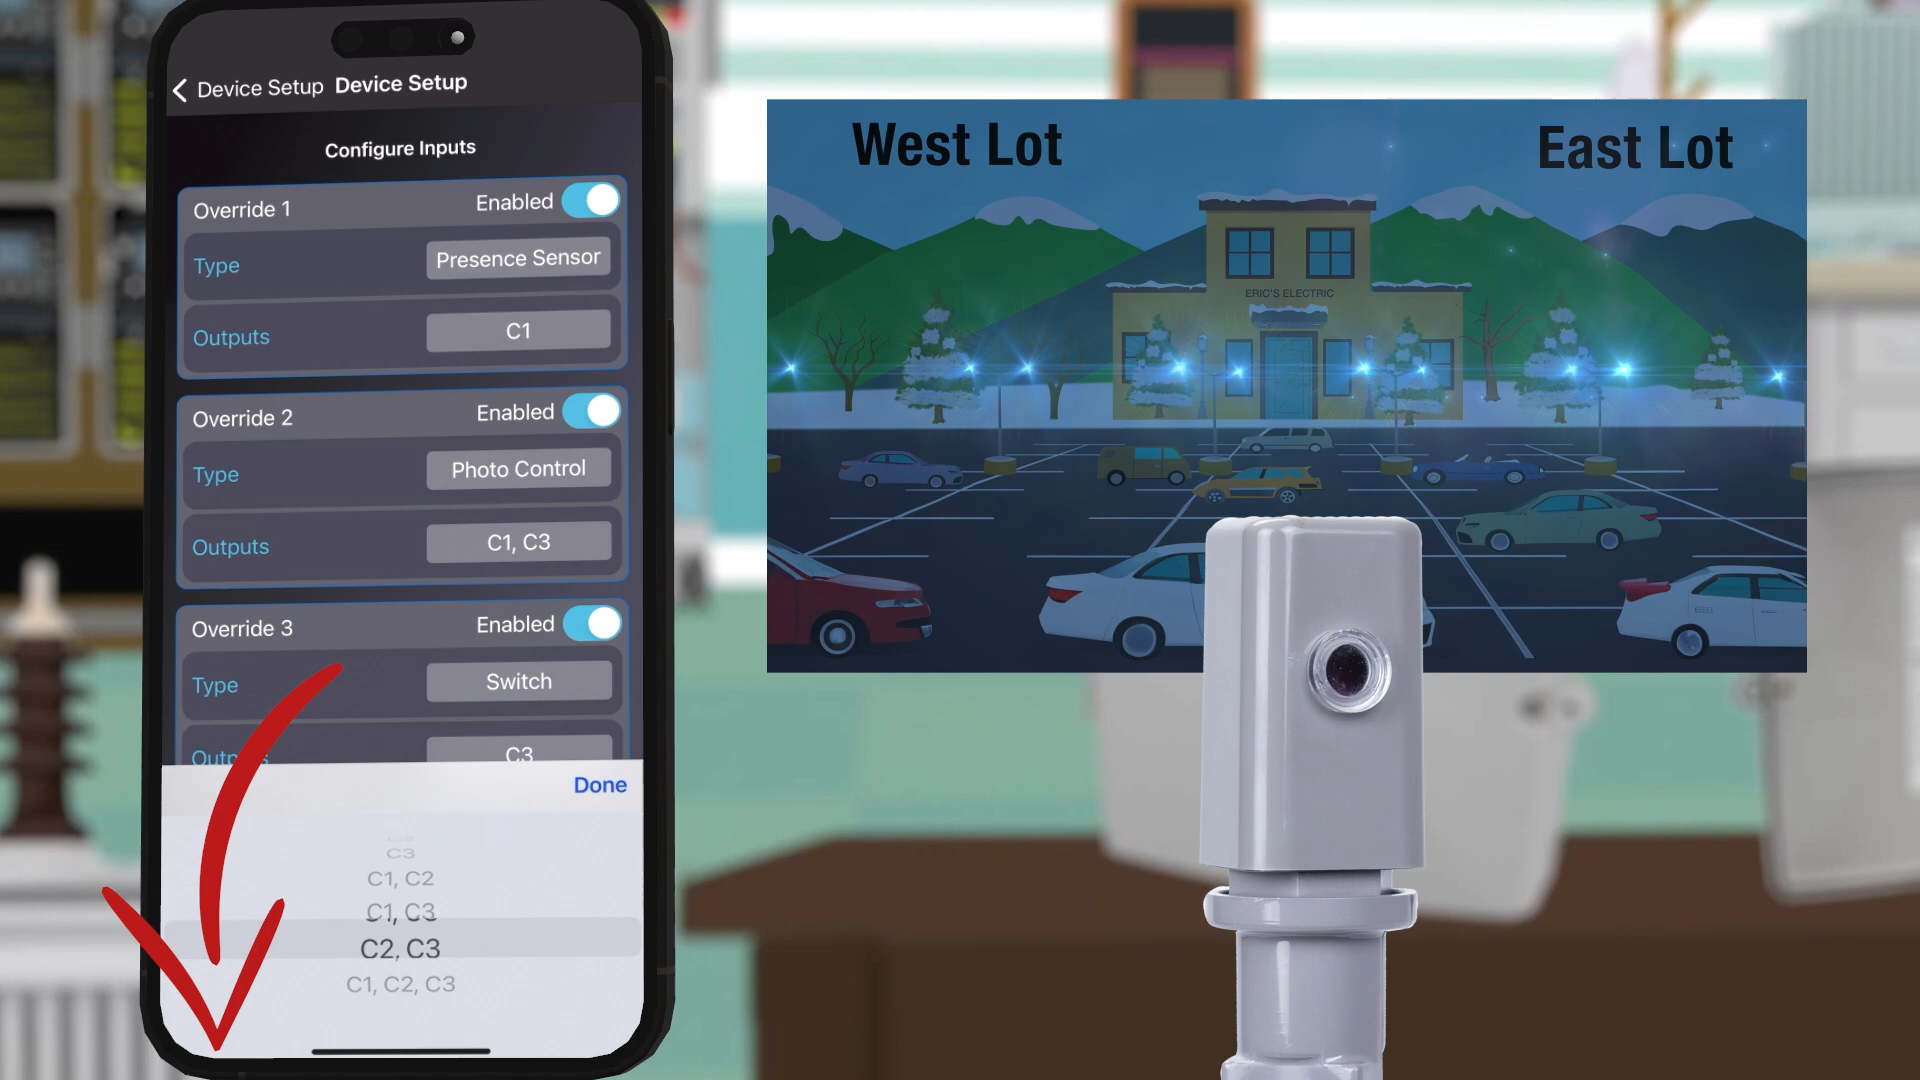 Device Setup Device Setup
Configure Inputs
Override 1 Enabled
Type Presence Sensor
Outputs C1
Override 2 Enabled
Type Photo Control
Outputs C1, C3
Override 3 Enabled
Type Switch
Outputs C3
Done
C3
C1, C2
C1, C3
C2, C3
C1, C2, C3
West Lot
East Lot
ERIC'S ELECTRIC